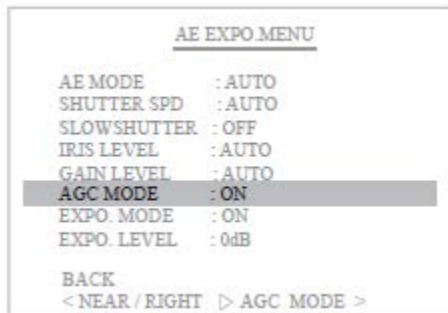 AE EXPO.MENU
AE MODE : AUTO
SHUTTER SPD : AUTO
SLOWSHUTTER : OFF
IRIS LEVEL : AUTO
GAIN LEVEL : AUTO
AGC MODE : ON
EXPO. MODE : ON
EXPO. LEVEL : 0dB
BACK
< NEAR / RIGHT ▷ AGC MODE >